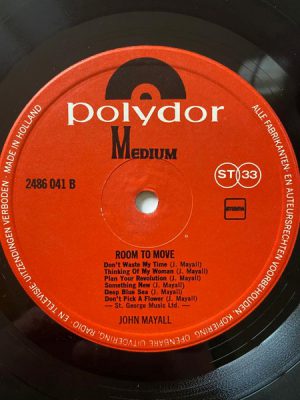 polydor
Medium
2486 041 B
ST 33
ROOM TO MOVE
Don't Waste My Time (J. Mayall)
Thinking Of My Woman (J. Mayall)
Plan Your Revolution (J. Mayall)
Something New (J. Mayall)
Deep Blue Sea (J. Mayall)
Don't Pick A Flower (J. Mayall)
— St. George Music Ltd. —
JOHN MAYALL
ALLE FABRIKANTEN- EN AUTEURSRECHTEN VOORBEHOUDEN, KOPIERING, OPENBARE UITVOERING, RADIO- EN TELEVISIE UITZENDINGEN VERBODEN · MADE IN HOLLAND